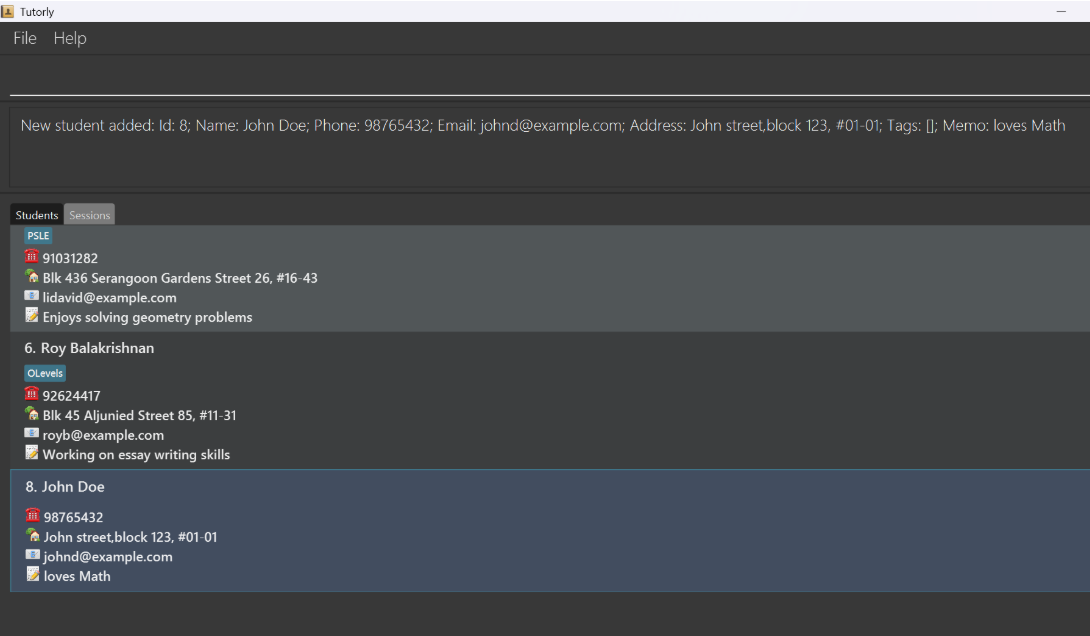 Tutorly
File Help
New student added: Id: 8; Name: John Doe; Phone: 98765432; Email: johnd@example.com; Address: John street,block 123, #01-01; Tags: []; Memo: loves Math
Students Sessions
PSLE
91031282
Blk 436 Serangoon Gardens Street 26, #16-43
lidavid@example.com
Enjoys solving geometry problems
6. Roy Balakrishnan
OLevels
92624417
Blk 45 Aljunied Street 85, #11-31
royb@example.com
Working on essay writing skills
8. John Doe
98765432
John street,block 123, #01-01
johnd@example.com
loves Math